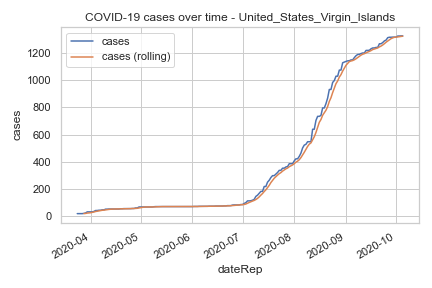 COVID-19 cases over time - United_States_Virgin_Islands
cases
cases (rolling)
1200
1000
800
600
400
200
0
cases
2020-04
2020-05
2020-06
2020-07
2020-08
2020-09
2020-10
dateRep